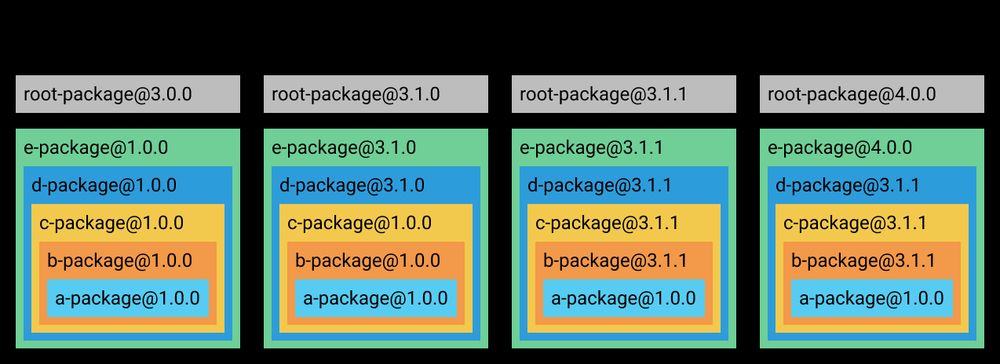 root-package@3.0.0
e-package@1.0.0
d-package@1.0.0
c-package@1.0.0
b-package@1.0.0
a-package@1.0.0
root-package@3.1.0
e-package@3.1.0
d-package@3.1.0
c-package@1.0.0
b-package@1.0.0
a-package@1.0.0
root-package@3.1.1
e-package@3.1.1
d-package@3.1.1
c-package@3.1.1
b-package@3.1.1
a-package@1.0.0
root-package@4.0.0
e-package@4.0.0
d-package@3.1.1
c-package@3.1.1
b-package@3.1.1
a-package@1.0.0